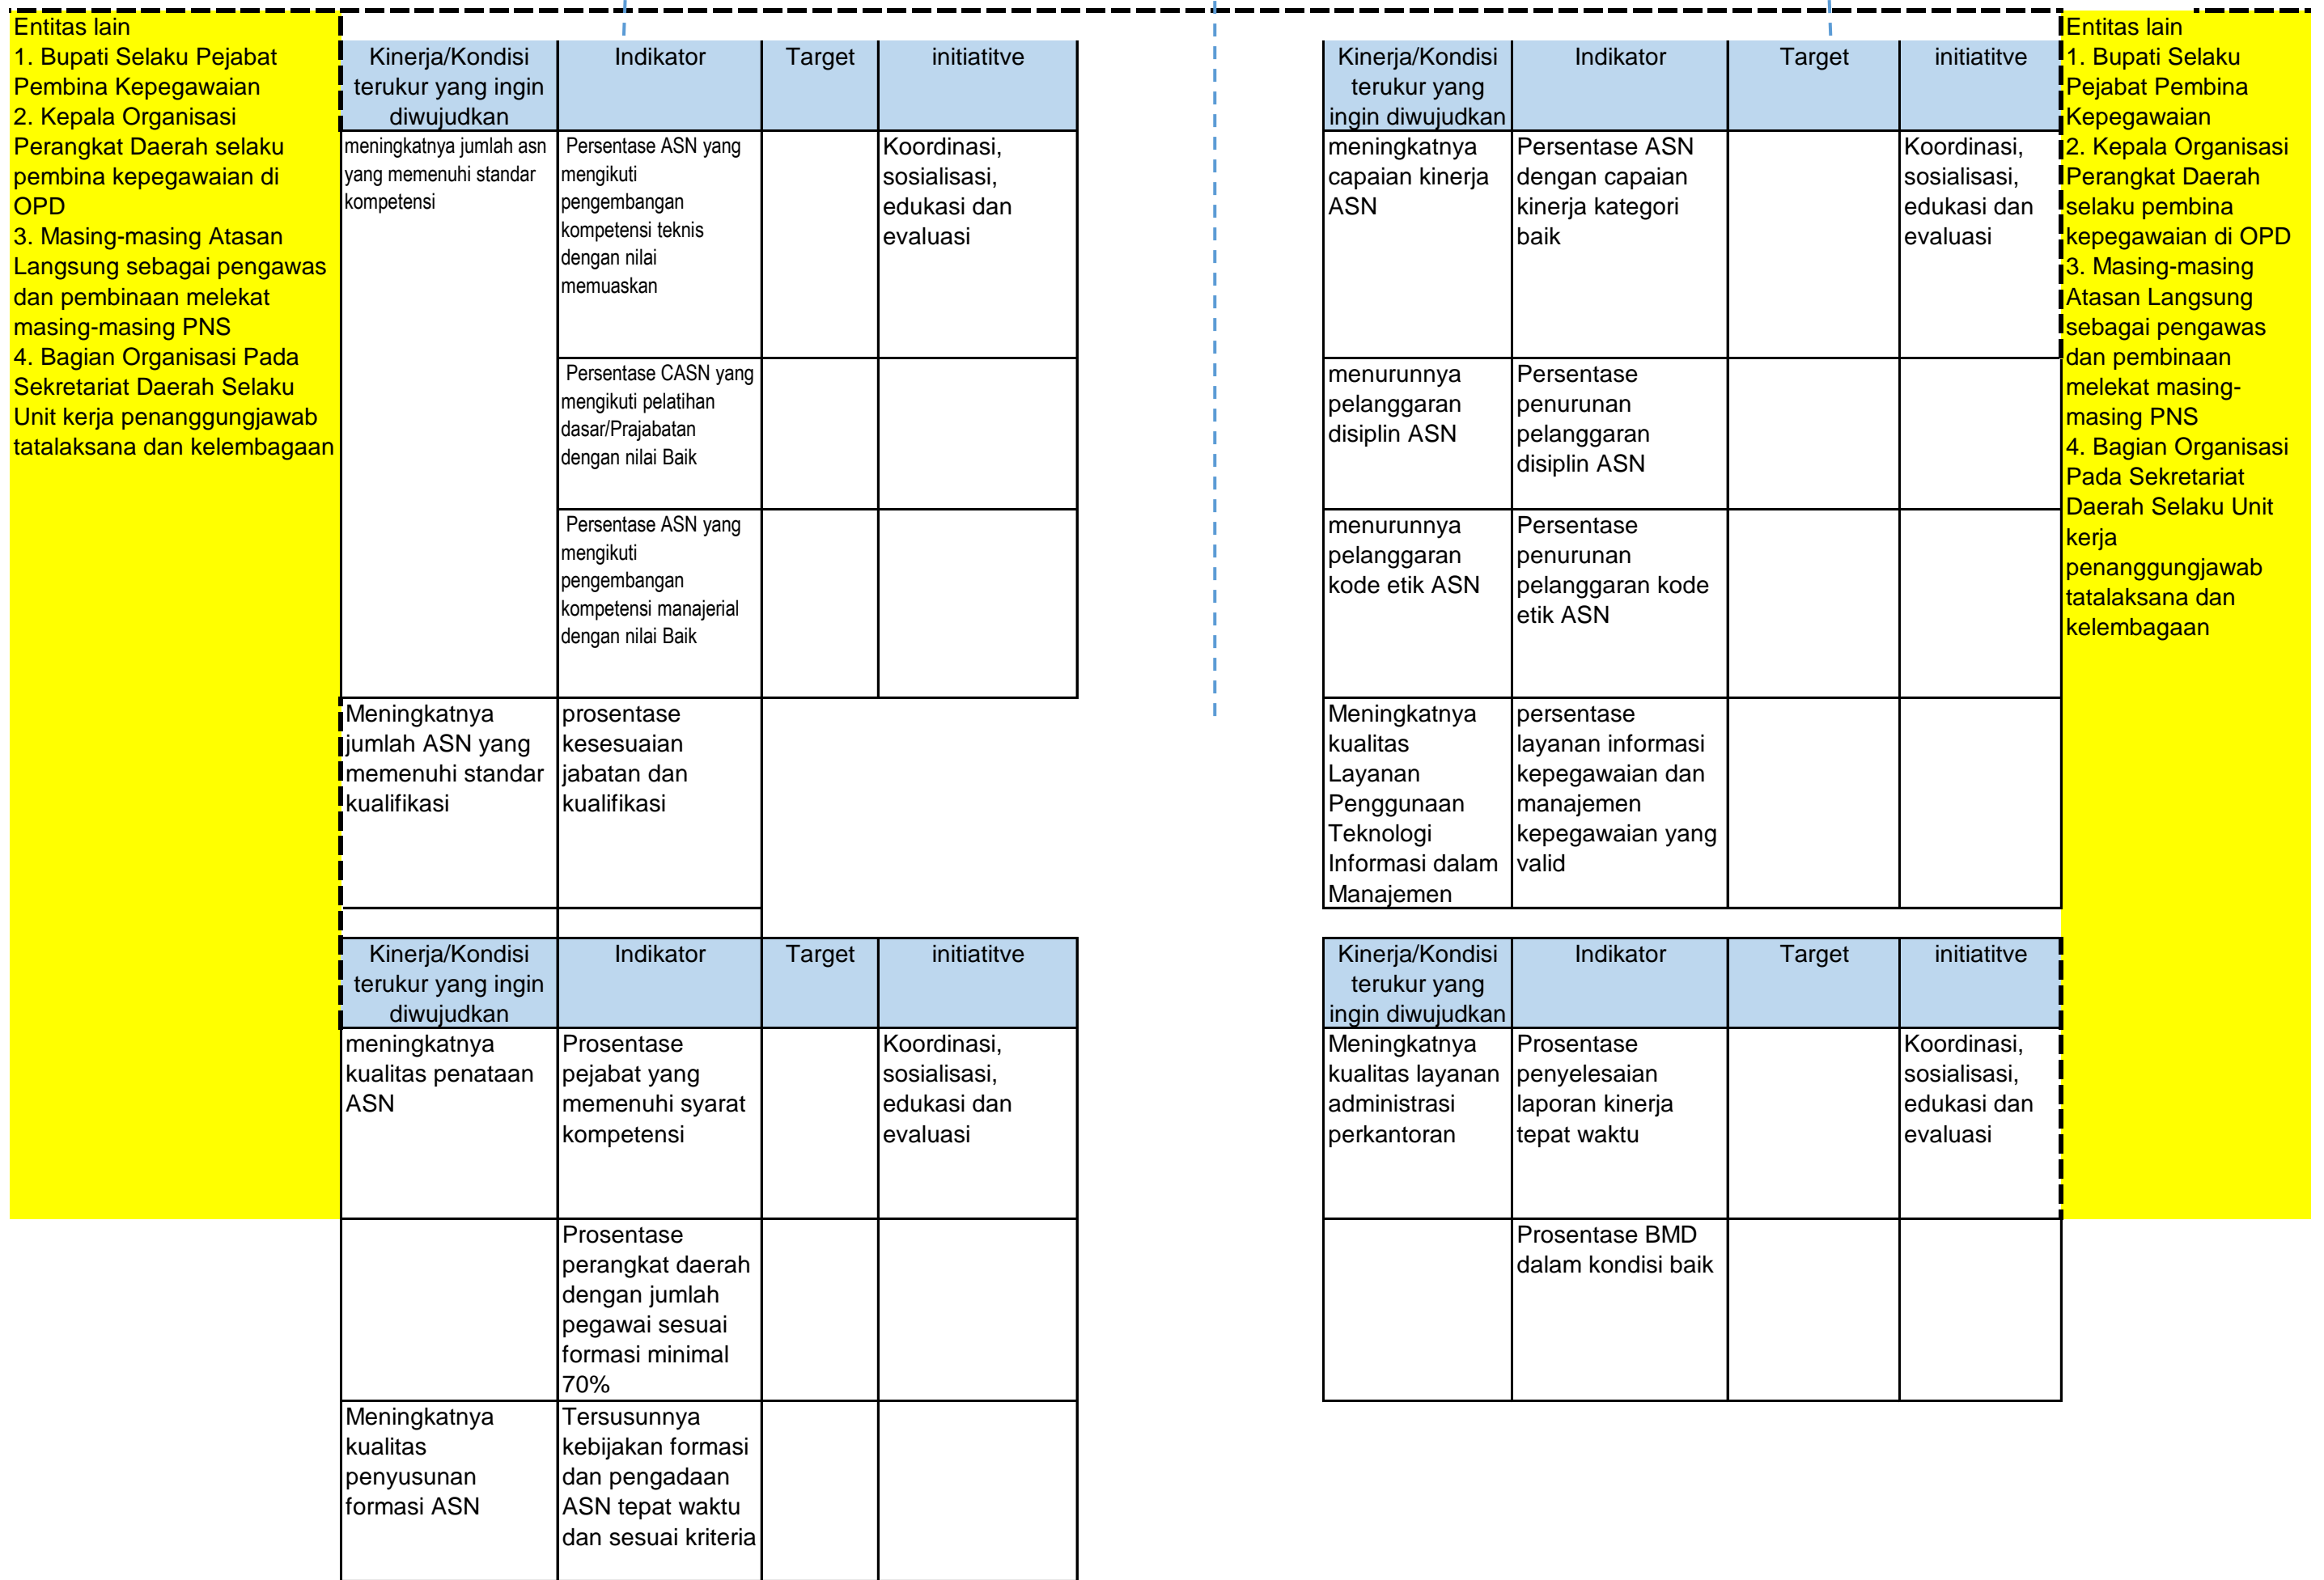 Entitas lain
1. Bupati Selaku Pejabat
Pembina Kepegawaian
2. Kepala Organisasi
Perangkat Daerah selaku
pembina kepegawaian di
OPD
3. Masing-masing Atasan
Langsung sebagai pengawas
dan pembinaan melekat
masing-masing PNS
4. Bagian Organisasi Pada
Sekretariat Daerah Selaku
Unit kerja penanggungjawab
tatalaksana dan kelembagaan
Kinerja/Kondisi
terukur yang ingin
diwujudkan
Indikator
Target
initiatitve
meningkatnya jumlah asn
yang memenuhi standar
kompetensi
Persentase ASN yang
mengikuti
pengembangan
kompetensi teknis
dengan nilai
memuaskan
Koordinasi,
sosialisasi,
edukasi dan
evaluasi
Persentase CASN yang
mengikuti pelatihan
dasar/Prajabatan
dengan nilai Baik
Persentase ASN yang
mengikuti
pengembangan
kompetensi manajerial
dengan nilai Baik
Meningkatnya
jumlah ASN yang
memenuhi standar
kualifikasi
prosentase
kesesuaian
jabatan dan
kualifikasi
Kinerja/Kondisi
terukur yang ingin
diwujudkan
Indikator
Target
initiatitve
meningkatnya
kualitas penataan
ASN
Prosentase
pejabat yang
memenuhi syarat
kompetensi
Koordinasi,
sosialisasi,
edukasi dan
evaluasi
Prosentase
perangkat daerah
dengan jumlah
pegawai sesuai
formasi minimal
70%
Meningkatnya
kualitas
penyusunan
formasi ASN
Tersusunnya
kebijakan formasi
dan pengadaan
ASN tepat waktu
dan sesuai kriteria
Kinerja/Kondisi
terukur yang
ingin diwujudkan
Indikator
Target
initiatitve
meningkatnya
capaian kinerja
ASN
Persentase ASN
dengan capaian
kinerja kategori
baik
Koordinasi,
sosialisasi,
edukasi dan
evaluasi
menurunnya
pelanggaran
disiplin ASN
Persentase
penurunan
pelanggaran
disiplin ASN
menurunnya
pelanggaran
kode etik ASN
Persentase
penurunan
pelanggaran kode
etik ASN
Meningkatnya
kualitas
Layanan
Penggunaan
Teknologi
Informasi dalam
Manajemen
persentase
layanan informasi
kepegawaian dan
manajemen
kepegawaian yang
valid
Kinerja/Kondisi
terukur yang
ingin diwujudkan
Indikator
Target
initiatitve
Meningkatnya
kualitas layanan
administrasi
perkantoran
Prosentase
penyelesaian
laporan kinerja
tepat waktu
Koordinasi,
sosialisasi,
edukasi dan
evaluasi
Prosentase BMD
dalam kondisi baik
Entitas lain
1. Bupati Selaku
Pejabat Pembina
Kepegawaian
2. Kepala Organisasi
Perangkat Daerah
selaku pembina
kepegawaian di OPD
3. Masing-masing
Atasan Langsung
sebagai pengawas
dan pembinaan
melekat masing-
masing PNS
4. Bagian Organisasi
Pada Sekretariat
Daerah Selaku Unit
kerja
penanggungjawab
tatalaksana dan
kelembagaan